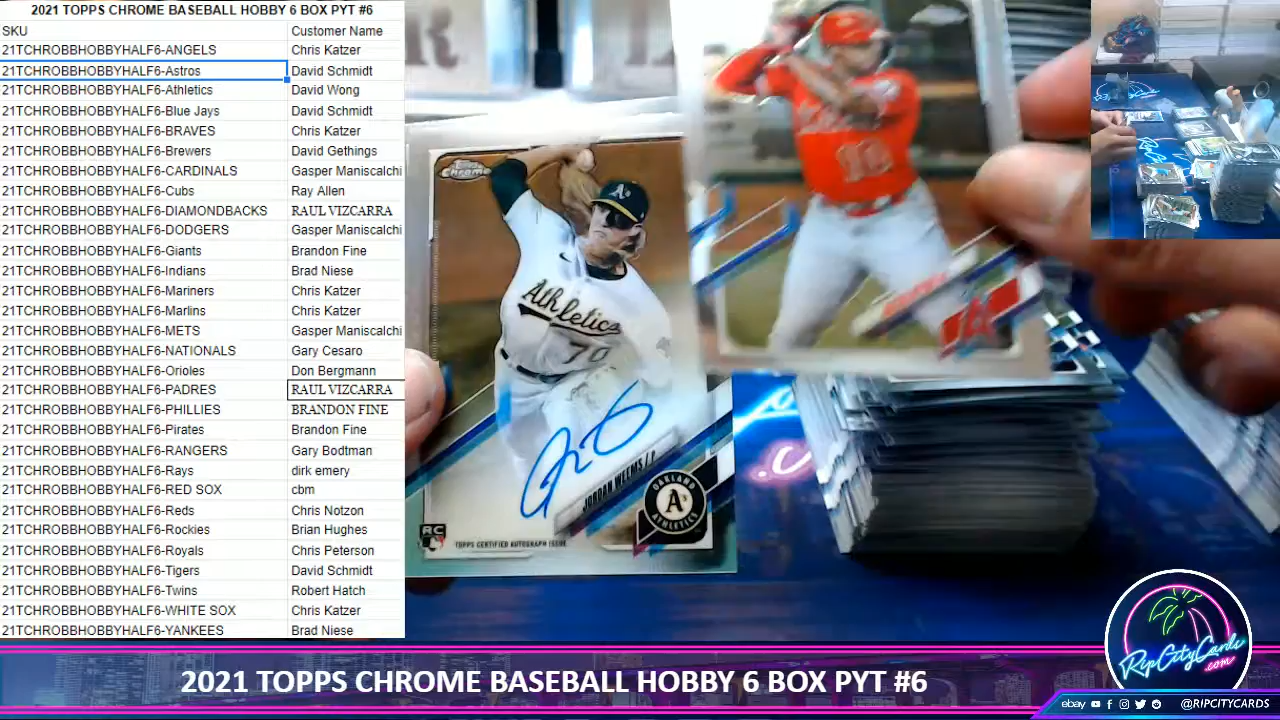 2021 TOPPS CHROME BASEBALL HOBBY 6 BOX PYT #6
SKU Customer Name
21TCHROBBHOBBYHALF6-ANGELS Chris Katzer
21TCHROBBHOBBYHALF6-Astros David Schmidt
21TCHROBBHOBBYHALF6-Athletics David Wong
21TCHROBBHOBBYHALF6-Blue Jays David Schmidt
21TCHROBBHOBBYHALF6-BRAVES Chris Katzer
21TCHROBBHOBBYHALF6-Brewers David Gethings
21TCHROBBHOBBYHALF6-CARDINALS Gasper Maniscalchi
21TCHROBBHOBBYHALF6-Cubs Ray Allen
21TCHROBBHOBBYHALF6-DIAMONDBACKS RAUL VIZCARRA
21TCHROBBHOBBYHALF6-DODGERS Gasper Maniscalchi
21TCHROBBHOBBYHALF6-Giants Brandon Fine
21TCHROBBHOBBYHALF6-Indians Brad Niese
21TCHROBBHOBBYHALF6-Mariners Chris Katzer
21TCHROBBHOBBYHALF6-Marlins Chris Katzer
21TCHROBBHOBBYHALF6-METS Gasper Maniscalchi
21TCHROBBHOBBYHALF6-NATIONALS Gary Cesaro
21TCHROBBHOBBYHALF6-Orioles Don Bergmann
21TCHROBBHOBBYHALF6-PADRES RAUL VIZCARRA
21TCHROBBHOBBYHALF6-PHILLIES BRANDON FINE
21TCHROBBHOBBYHALF6-Pirates Brandon Fine
21TCHROBBHOBBYHALF6-RANGERS Gary Bodtman
21TCHROBBHOBBYHALF6-Rays dirk emery
21TCHROBBHOBBYHALF6-RED SOX cbm
21TCHROBBHOBBYHALF6-Reds Chris Notzon
21TCHROBBHOBBYHALF6-Rockies Brian Hughes
21TCHROBBHOBBYHALF6-Royals Chris Peterson
21TCHROBBHOBBYHALF6-Tigers David Schmidt
21TCHROBBHOBBYHALF6-Twins Robert Hatch
21TCHROBBHOBBYHALF6-WHITE SOX Chris Katzer
21TCHROBBHOBBYHALF6-YANKEES Brad Niese
Topps
Chrome
A's
Athletics
70
JORDAN WEEMS / P
OAKLAND
A's
ATHLETICS
RC
TOPPS CERTIFIED AUTOGRAPH ISSUE
10
RipCityCards
.com
2021 TOPPS CHROME BASEBALL HOBBY 6 BOX PYT #6
ebay @RIPCITYCARDS